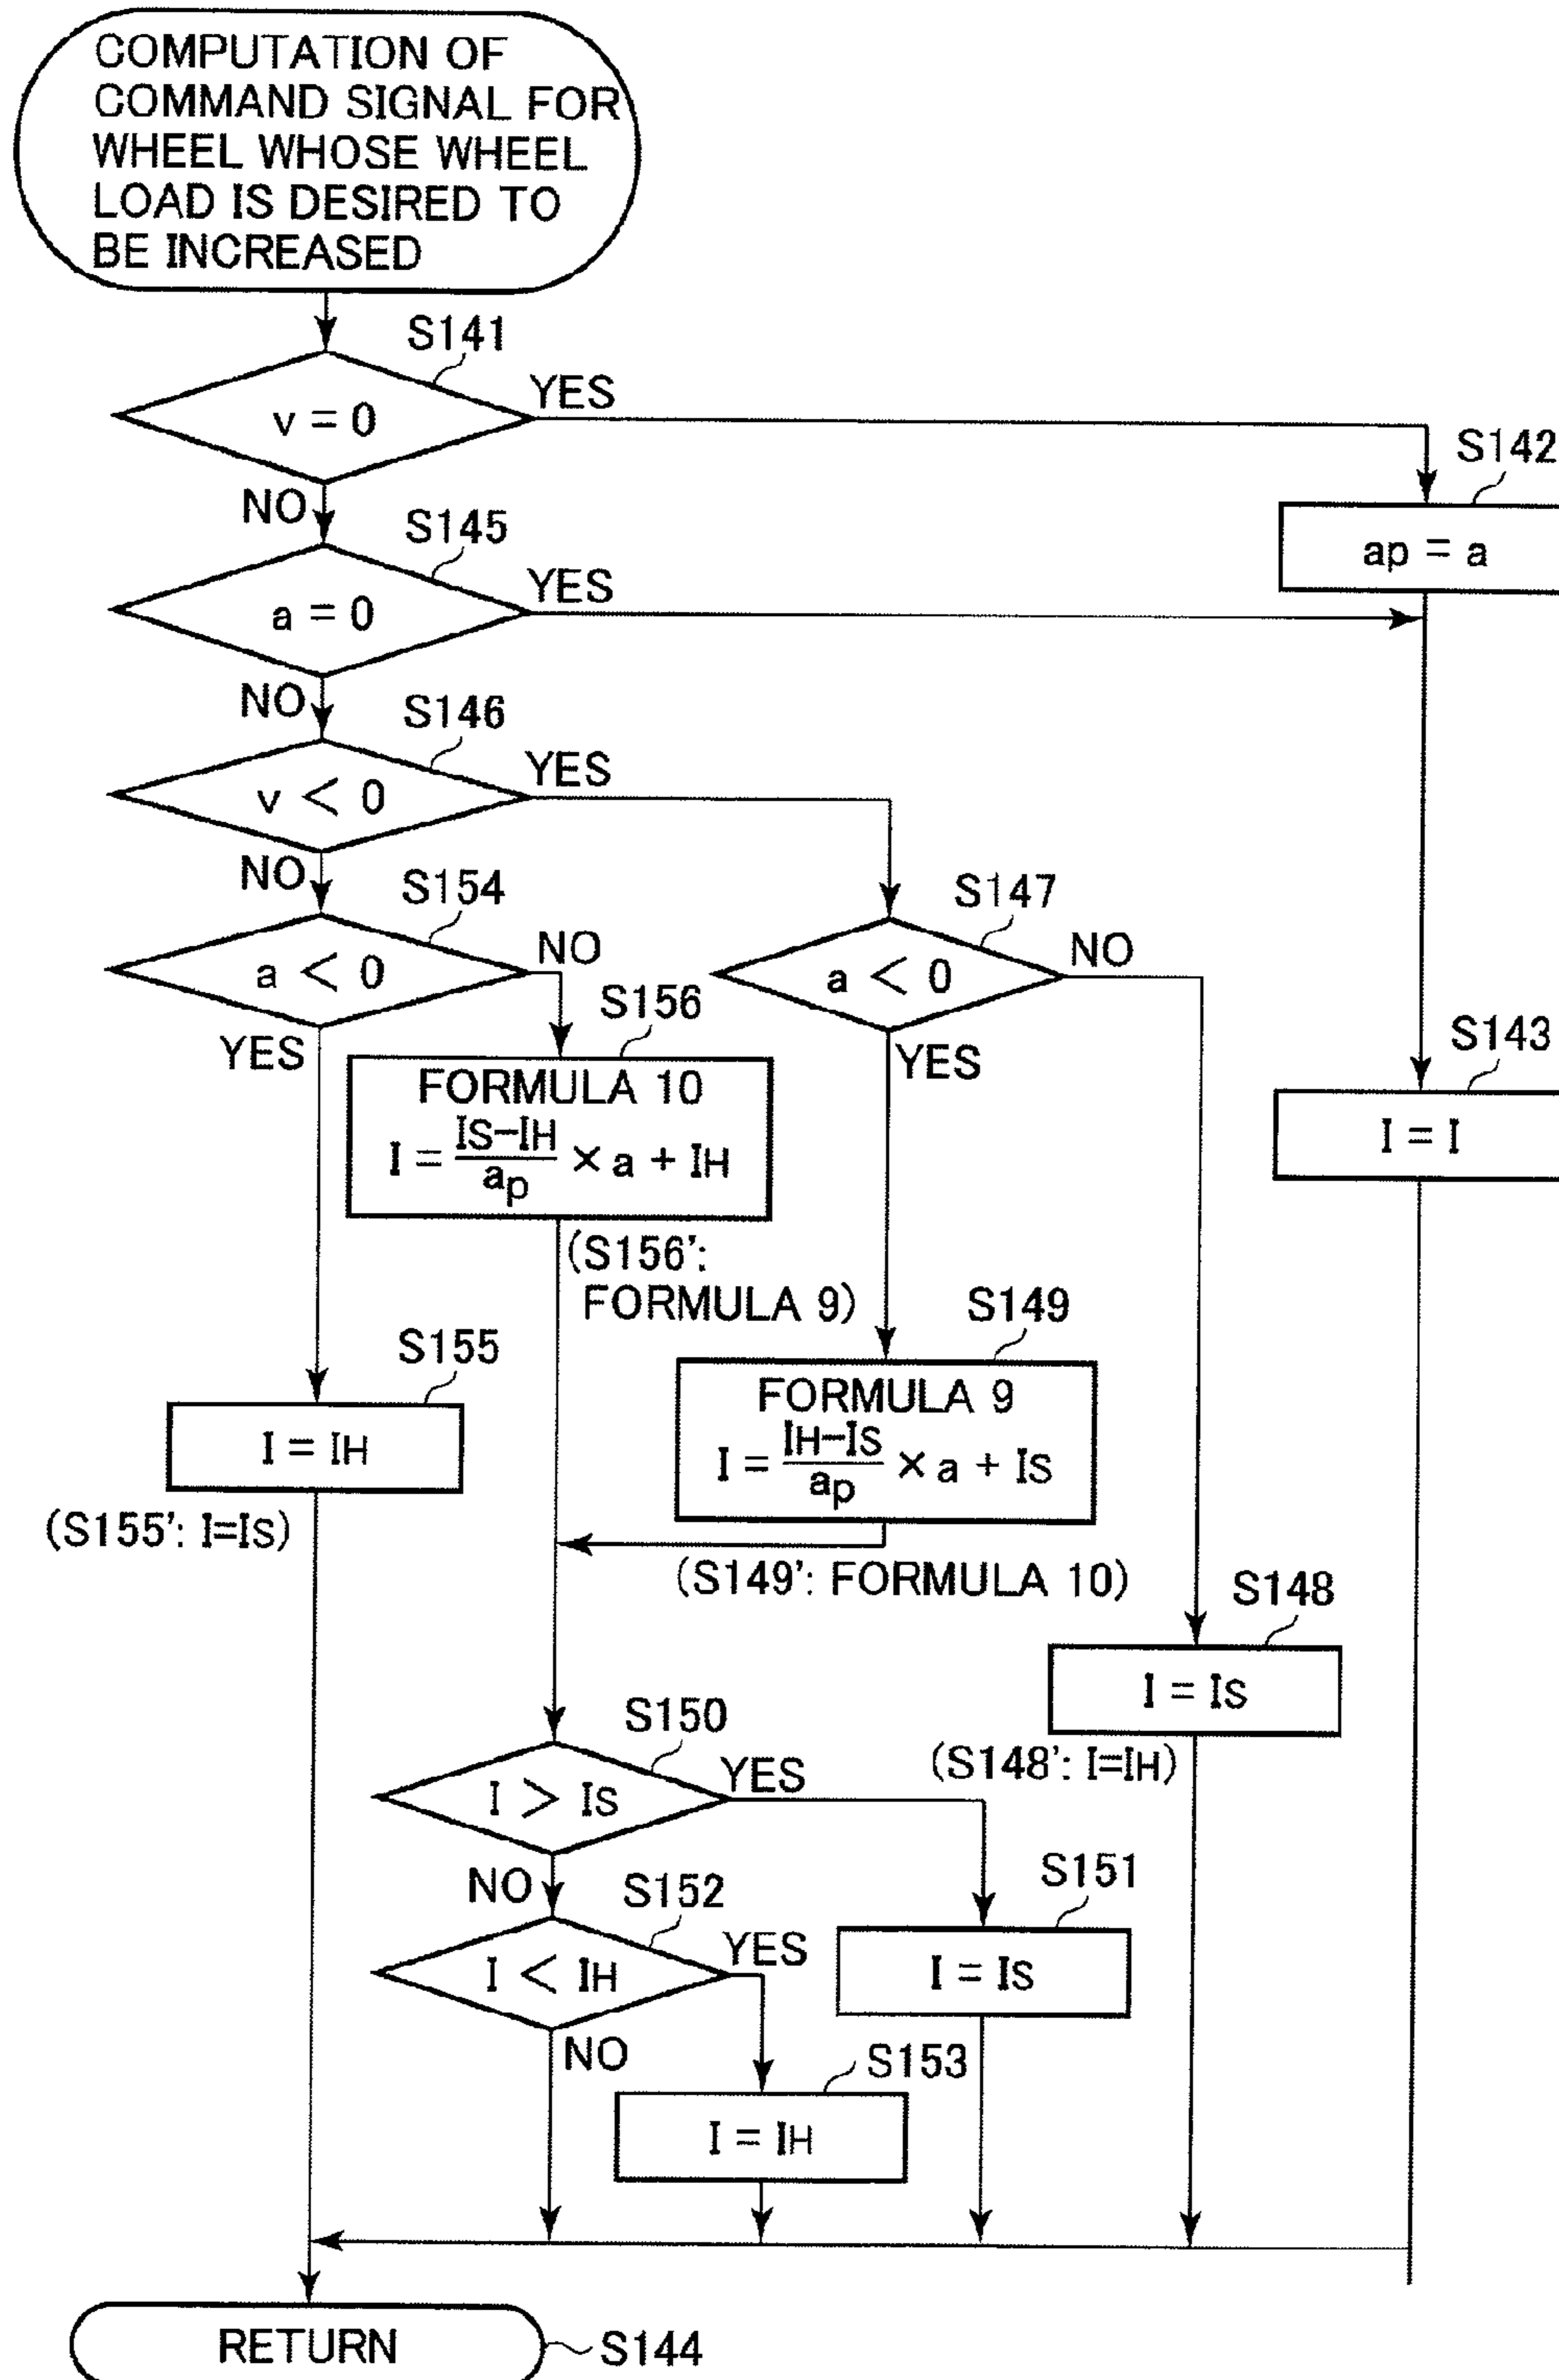 COMPUTATION OF
COMMAND SIGNAL FOR
WHEEL WHOSE WHEEL
LOAD IS DESIRED TO
BE INCREASED
S141
v = 0
YES
NO
S142
ap = a
S145
a = 0
YES
NO
S146
v < 0
YES
NO
S154
a < 0
NO
YES
S147
a < 0
NO
YES
S156
FORMULA 10
I = IS-IH / ap × a + IH
(S156':
FORMULA 9)
S143
I = I
S149
FORMULA 9
I = IH-IS / ap × a + IS
(S149': FORMULA 10)
S155
I = IH
(S155': I=IS)
S148
I = IS
(S148': I=IH)
S150
I > IS
YES
NO
S151
I = IS
S152
I < IH
YES
NO
S153
I = IH
RETURN
S144